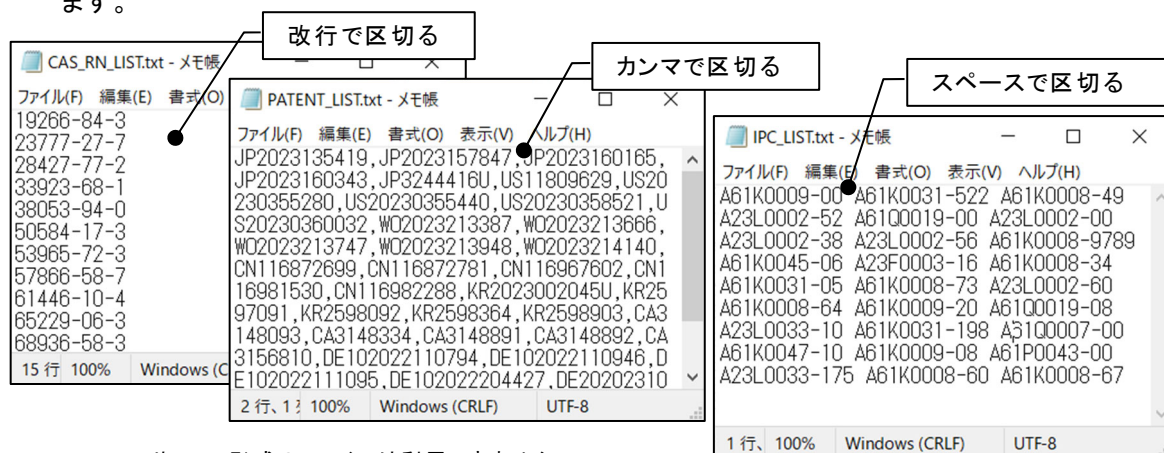 ます。
改行で区切る
カンマで区切る
スペースで区切る
CAS_RN_LIST.txt - メモ帳
ファイル(F) 編集(E) 書式(O)
19266-84-3
23777-27-7
28427-77-2
33923-68-1
38053-94-0
50584-17-3
53965-72-3
57866-58-7
61446-10-4
65229-06-3
68936-58-3
15 行 100% Windows (C
PATENT_LIST.txt - メモ帳
ファイル(F) 編集(E) 書式(O) 表示(V) ヘルプ(H)
JP2023135419,JP2023157847,JP2023160165,
JP2023160343,JP3244416U,US11809629,US20
230355280,US20230355440,US20230358521,U
S20230360032,WO2023213387,WO2023213666,
WO2023213747,WO2023213948,WO2023214140,
CN116872699,CN116872781,CN116967602,CN1
16981530,CN116982288,KR2023002045U,KR25
97091,KR2598092,KR2598364,KR2598903,CA3
148093,CA3148334,CA3148891,CA3148892,CA
3156810,DE102022110794,DE102022110946,D
E102022111095,DE102022204427,DE20202310
2 行、1 100% Windows (CRLF) UTF-8
IPC_LIST.txt - メモ帳
ファイル(F) 編集(E) 書式(O) 表示(V) ヘルプ(H)
A61K0009-00 A61K0031-522 A61K0008-49
A23L0002-52 A61Q0019-00 A23L0002-00
A23L0002-38 A23L0002-56 A61K0008-9789
A61K0045-06 A23F0003-16 A61K0008-34
A61K0031-05 A61K0008-73 A23L0002-60
A61K0008-64 A61K0009-20 A61Q0019-08
A23L0033-10 A61K0031-198 A61Q0007-00
A61K0047-10 A61K0009-08 A61P0043-00
A23L0033-175 A61K0008-60 A61K0008-67
1 行、 100% Windows (CRLF) UTF-8